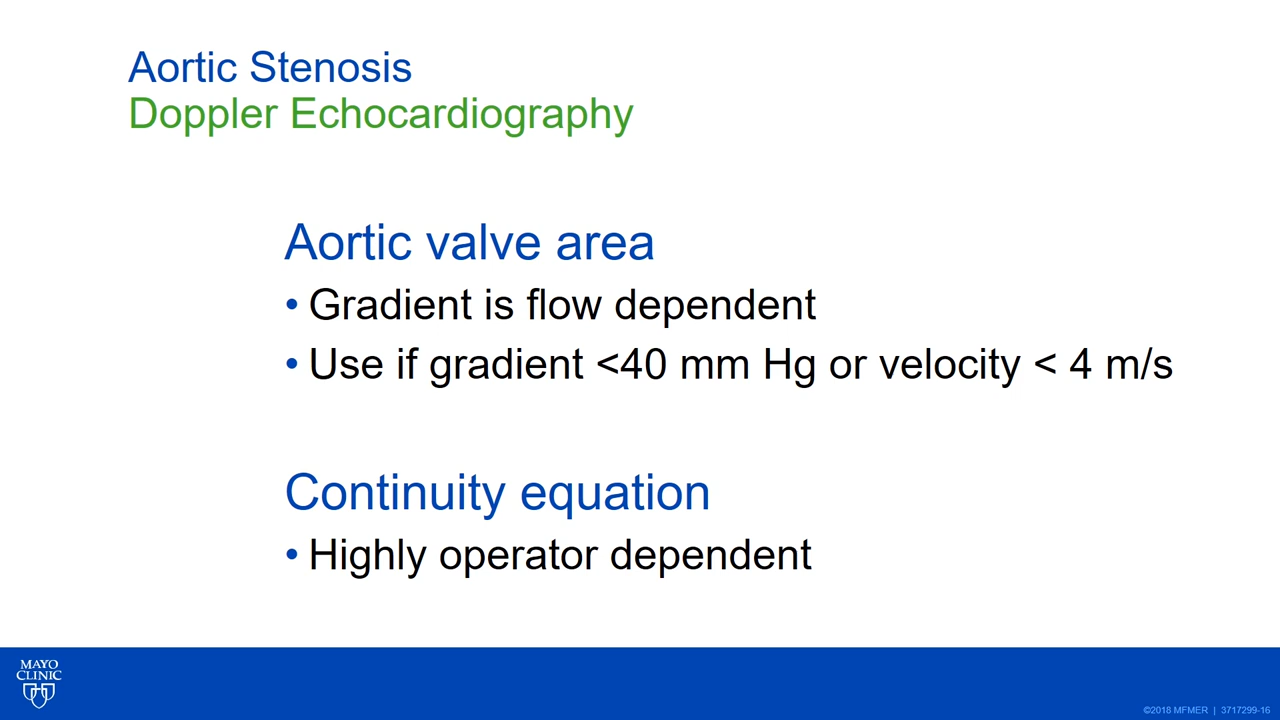 Aortic Stenosis
Doppler Echocardiography
Aortic valve area
• Gradient is flow dependent
• Use if gradient <40 mm Hg or velocity < 4 m/s
Continuity equation
• Highly operator dependent
MAYO
CLINIC
©2018 MFMER | 3717299-16